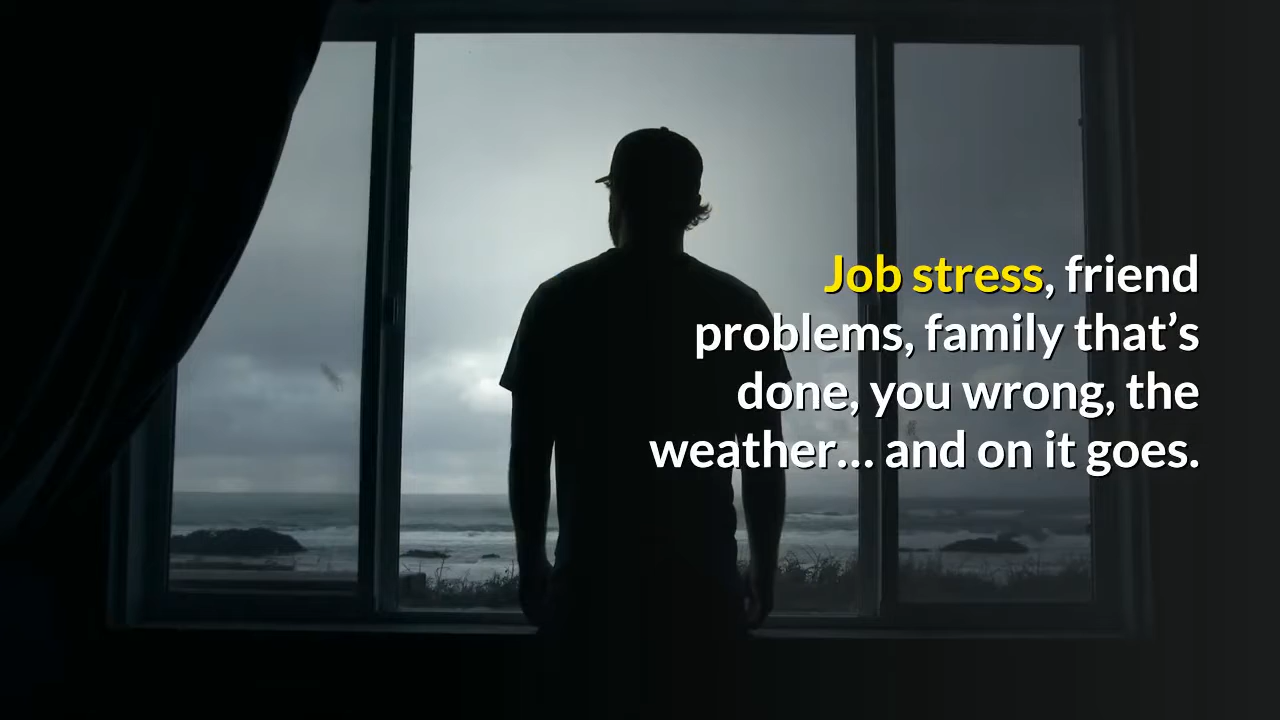 Job stress, friend
problems, family that’s
done, you wrong, the
weather... and on it goes.